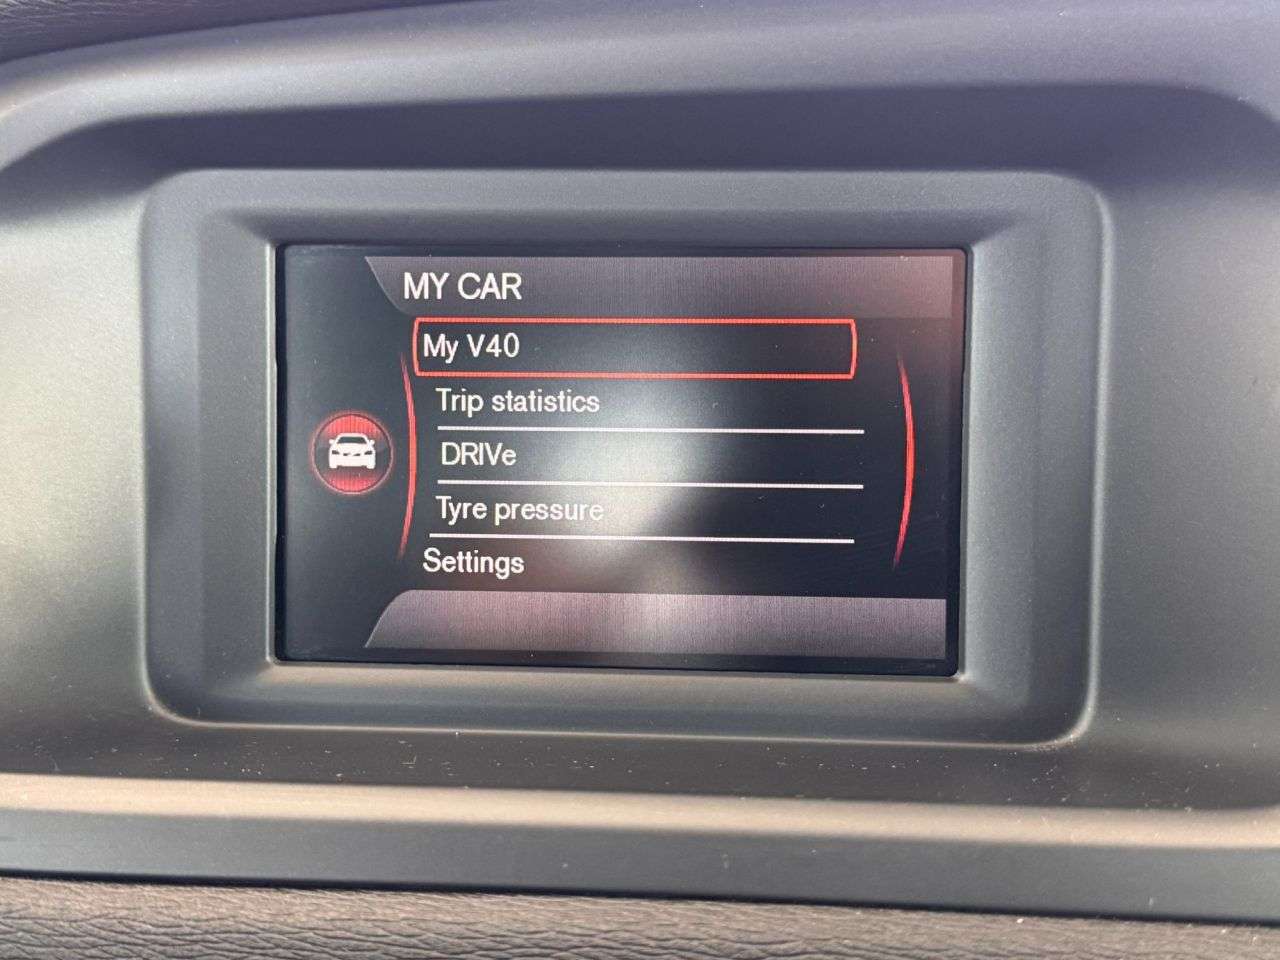 MY CAR
My V40
Trip statistics
DRIVe
Tyre pressure
Settings